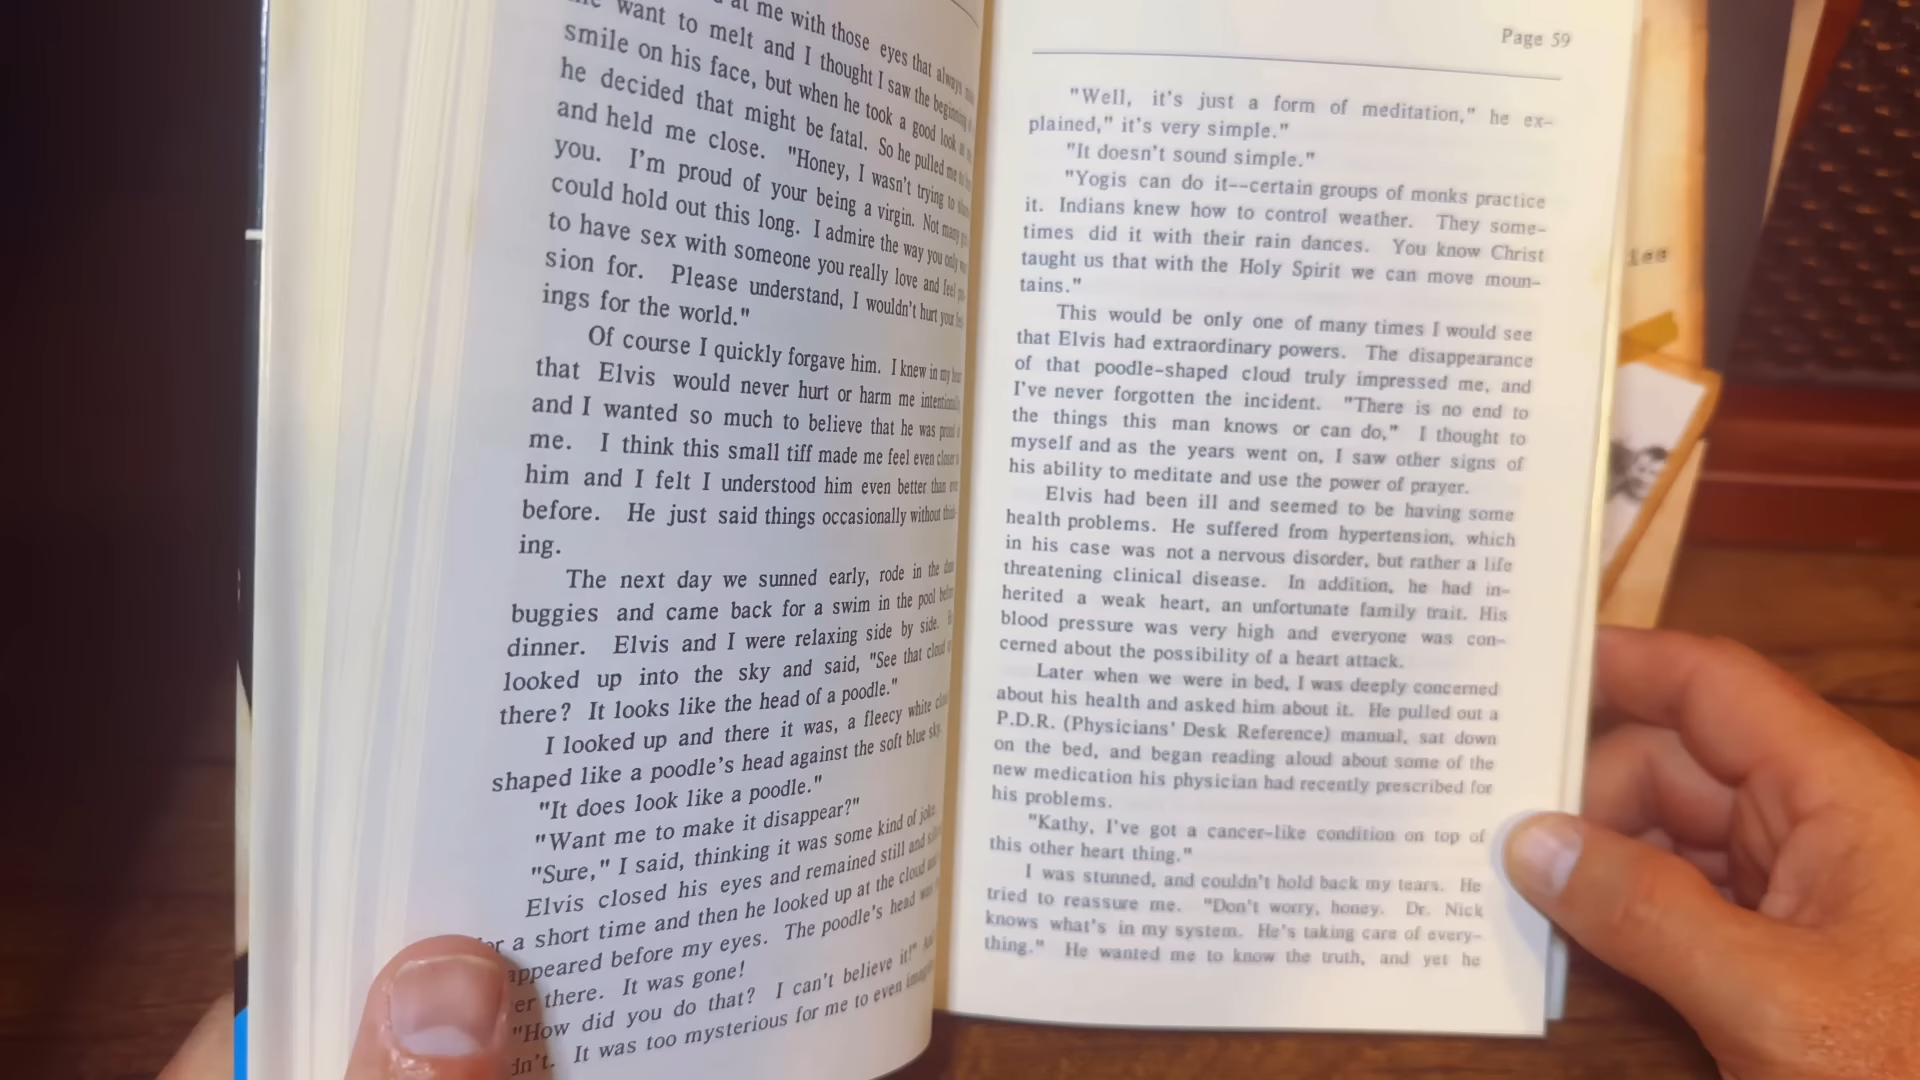 at me with those eyes that always
want to melt and I thought I saw the beginning
smile on his face, but when he took a good look at
he decided that might be fatal. So he pulled me to
and held me close. "Honey, I wasn't trying to
you. I'm proud of your being a virgin. Not many
could hold out this long. I admire the way you only
to have sex with someone you really love and feel
sion for. Please understand, I wouldn't hurt your
ings for the world."
Of course I quickly forgave him. I knew in my
that Elvis would never hurt or harm me
and I wanted so much to believe that he was proud
me. I think this small tiff made me feel even closer
him and I felt I understood him even better than
before. He just said things occasionally without
ing.
The next day we sunned early, rode in the
buggies and came back for a swim in the pool
dinner. Elvis and I were relaxing side by side.
looked up into the sky and said, "See that cloud
there? It looks like the head of a poodle."
I looked up and there it was, a fleecy white
shaped like a poodle's head against the soft blue sky.
"It does look like a poodle."
"Want me to make it disappear?"
"Sure," I said, thinking it was some kind of joke.
Elvis closed his eyes and remained still and
a short time and then he looked up at the cloud
appeared before my eyes. The poodle's head
there. It was gone!
"How did you do that? I can't believe it!"
It was too mysterious for me to even
Page 59
"Well, it's just a form of meditation," he ex-
plained," it's very simple."
"It doesn't sound simple."
"Yogis can do it--certain groups of monks practice
it. Indians knew how to control weather. They some-
times did it with their rain dances. You know Christ
taught us that with the Holy Spirit we can move moun-
tains."
This would be only one of many times I would see
that Elvis had extraordinary powers. The disappearance
of that poodle-shaped cloud truly impressed me, and
I've never forgotten the incident. "There is no end to
the things this man knows or can do," I thought to
myself and as the years went on, I saw other signs of
his ability to meditate and use the power of prayer.
Elvis had been ill and seemed to be having some
health problems. He suffered from hypertension, which
in his case was not a nervous disorder, but rather a life
threatening clinical disease. In addition, he had in-
herited a weak heart, an unfortunate family trait. His
blood pressure was very high and everyone was con-
cerned about the possibility of a heart attack.
Later when we were in bed, I was deeply concerned
about his health and asked him about it. He pulled out a
P.D.R. (Physicians' Desk Reference) manual, sat down
on the bed, and began reading aloud about some of the
new medication his physician had recently prescribed for
his problems.
"Kathy, I've got a cancer-like condition on top of
this other heart thing."
I was stunned, and couldn't hold back my tears. He
tried to reassure me. "Don't worry, honey. Dr. Nick
knows what's in my system. He's taking care of every-
thing." He wanted me to know the truth, and yet he